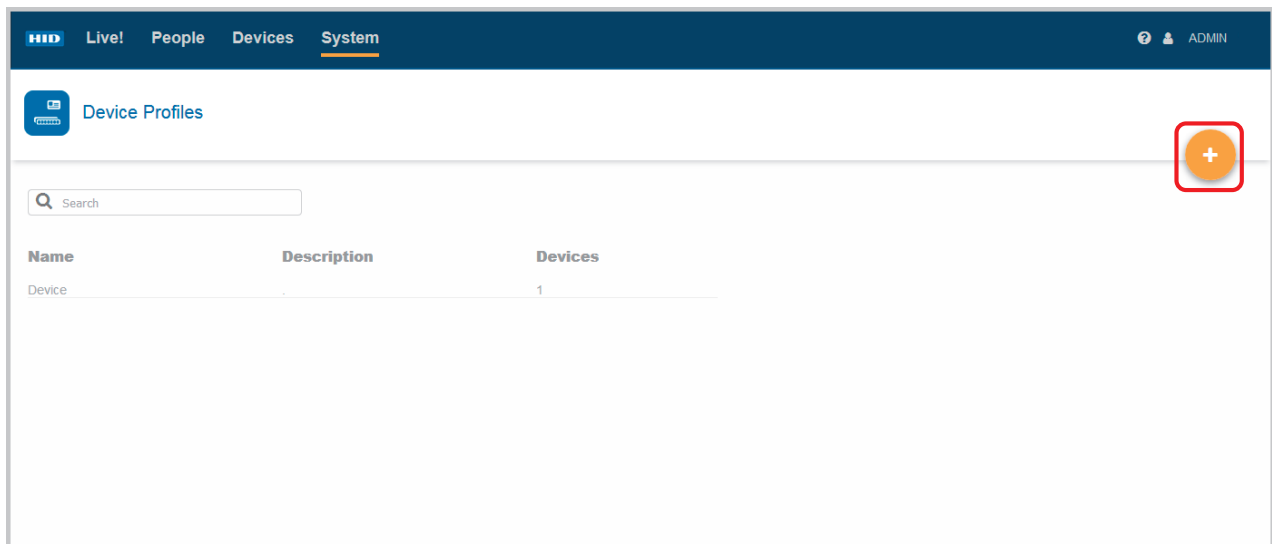 HID Live! People Devices System ADMIN
Device Profiles
Search
Name Description Devices
Device . 1